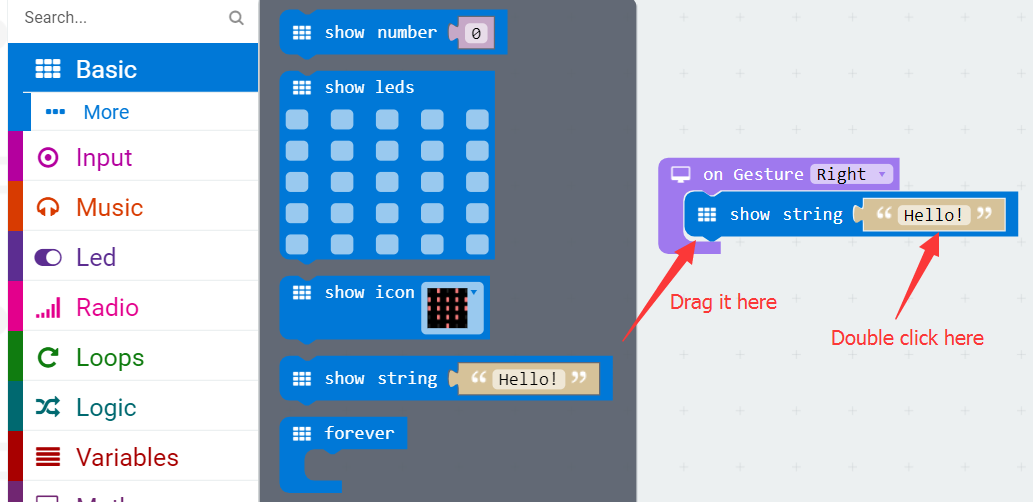 Search...
Basic
More
Input
Music
Led
Radio
Loops
Logic
Variables
show number 0
show leds
show icon
show string “ Hello! ”
forever
on Gesture Right
show string “ Hello! ”
Drag it here
Double click here